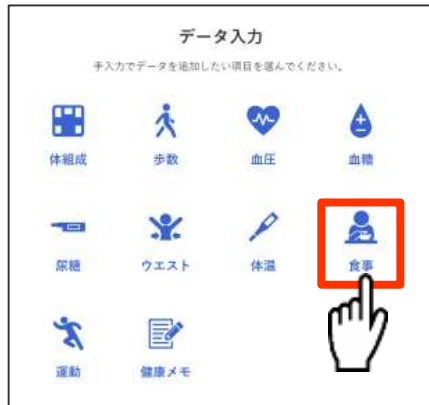 データ入力
手入力でデータを追加したい項目を選んでください。
体組成 歩数 血圧 血糖
尿糖 ウエスト 体温 食事
運動 健康メモ